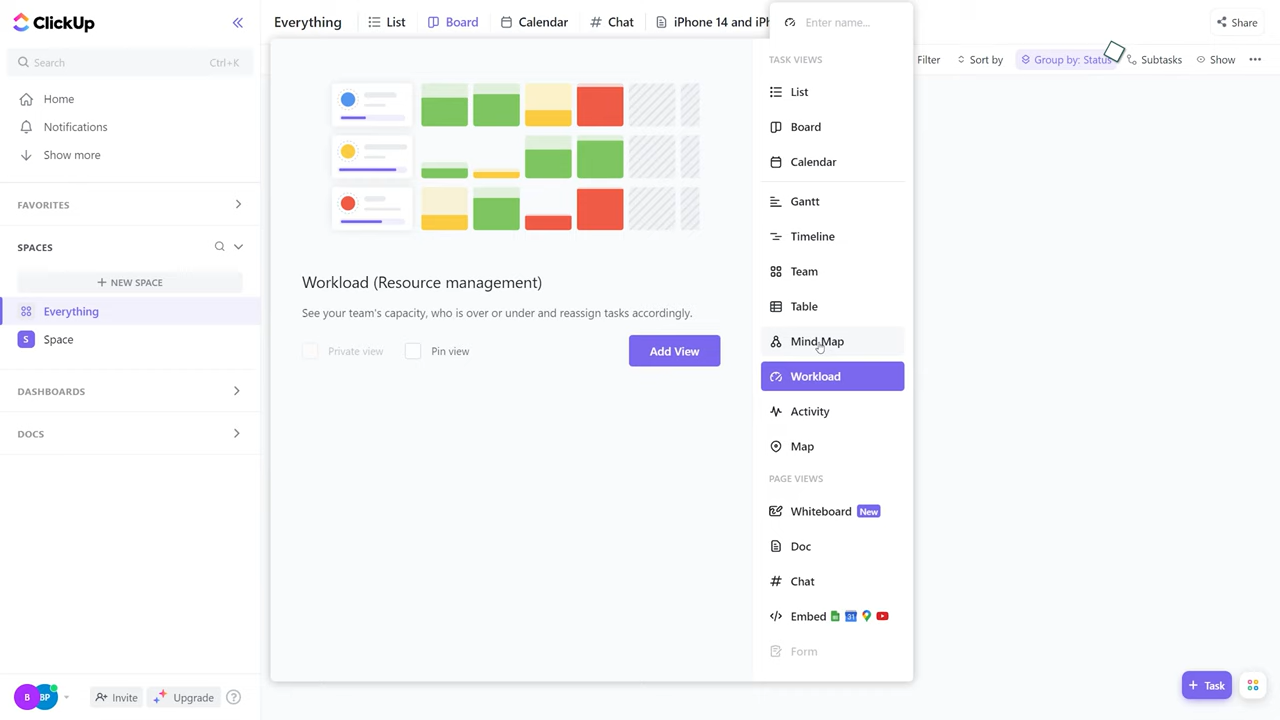 ClickUp
Search
Ctrl+K
Home
Notifications
Show more
FAVORITES
SPACES
+ NEW SPACE
Everything
S
Space
DASHBOARDS
DOCS
B
BP
Invite
Upgrade
?
Everything
List
Board
Calendar
# Chat
iPhone 14 and iPh
Share
Filter
Sort by
Group by: Status
Subtasks
Show
Workload (Resource management)
See your team's capacity, who is over or under and reassign tasks accordingly.
Private view
Pin view
Add View
Enter name...
TASK VIEWS
List
Board
Calendar
Gantt
Timeline
Team
Table
Mind Map
Workload
Activity
Map
PAGE VIEWS
Whiteboard New
Doc
# Chat
Embed
Form
+ Task